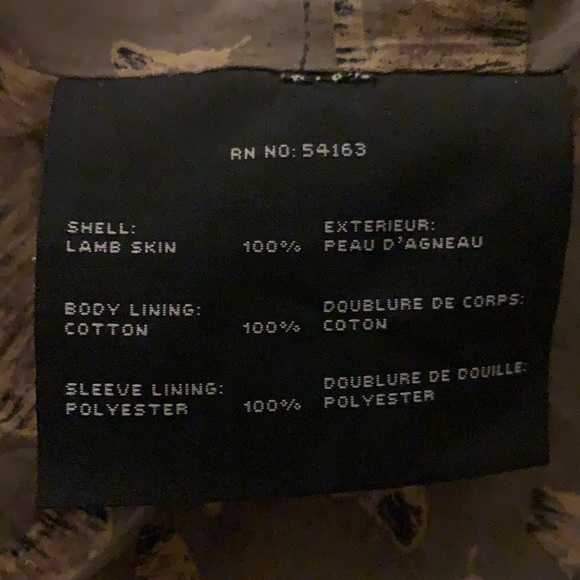 RN NO: 54163
SHELL:
LAMB SKIN 100%
EXTERIEUR:
PEAU D'AGNEAU
BODY LINING:
COTTON 100%
DOUBLURE DE CORPS:
COTON
SLEEVE LINING:
POLYESTER 100%
DOUBLURE DE DOUILLE:
POLYESTER